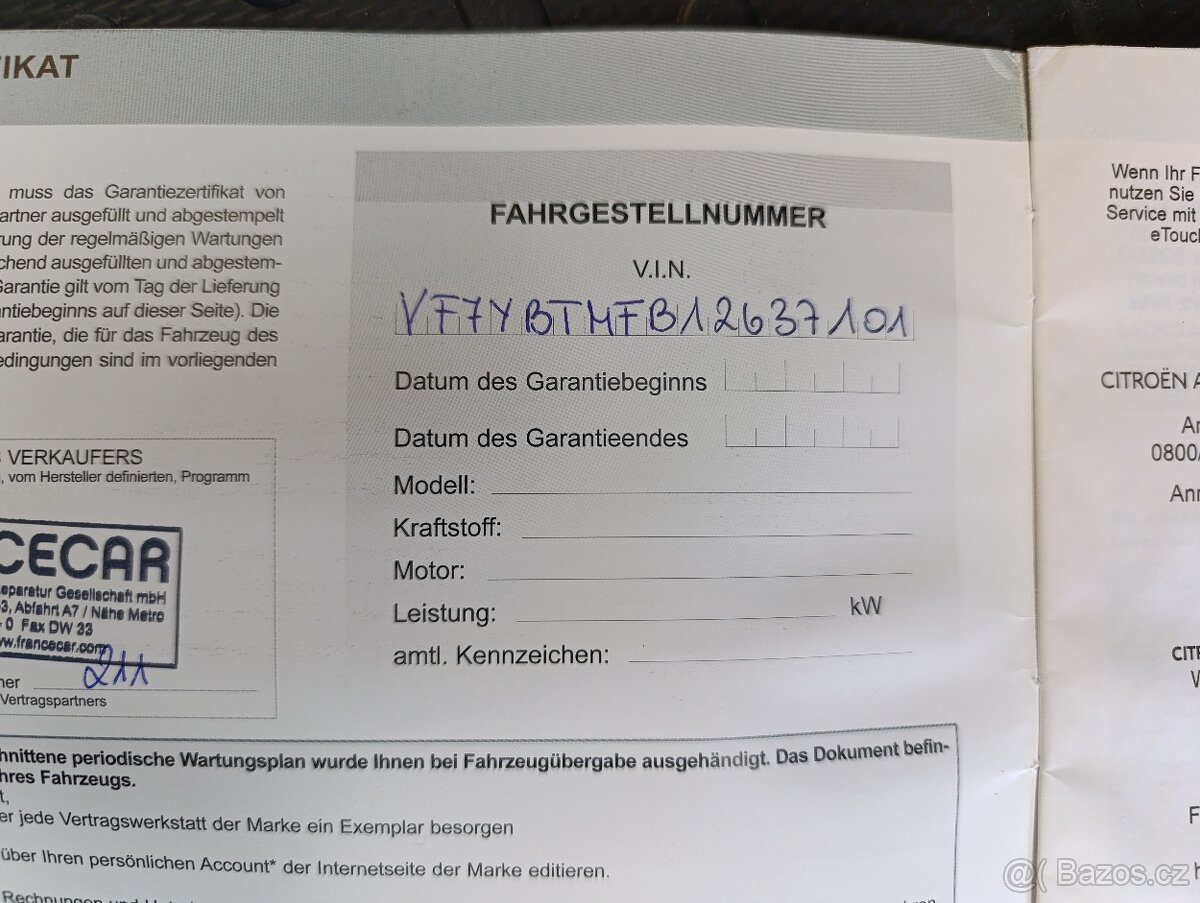 IKAT
muss das Garantiezertifikat von
artner ausgefüllt und abgestempelt
rung der regelmäßigen Wartungen
chend ausgefüllten und abgestem-
Garantie gilt vom Tag der Lieferung
ntiebeginns auf dieser Seite). Die
arantie, die für das Fahrzeug des
edingungen sind im vorliegenden
VERKAUFERS
, vom Hersteller definierten, Programm
CECAR
eparatur Gesellschaft mbH
3, Abfahrt A7 / Nähe Metro
- 0 Fax DW 33
ww.francecar.com
211
ner
Vertragspartners
FAHRGESTELLNUMMER
V.I.N.
VF7YBTMFB12637101
Datum des Garantiebeginns
Datum des Garantieendes
Modell:
Kraftstoff:
Motor:
Leistung: kW
amtl. Kennzeichen:
hnittene periodische Wartungsplan wurde Ihnen bei Fahrzeugübergabe ausgehändigt. Das Dokument befin-
hres Fahrzeugs.
t,
er jede Vertragswerkstatt der Marke ein Exemplar besorgen
über Ihren persönlichen Account* der Internetseite der Marke editieren.
Rechnungen und
Wenn Ihr F
nutzen Sie
Service mit
eTouch
CITROËN A
An
0800/
Anr
CITR
W
F
h
@( Bazos.cz